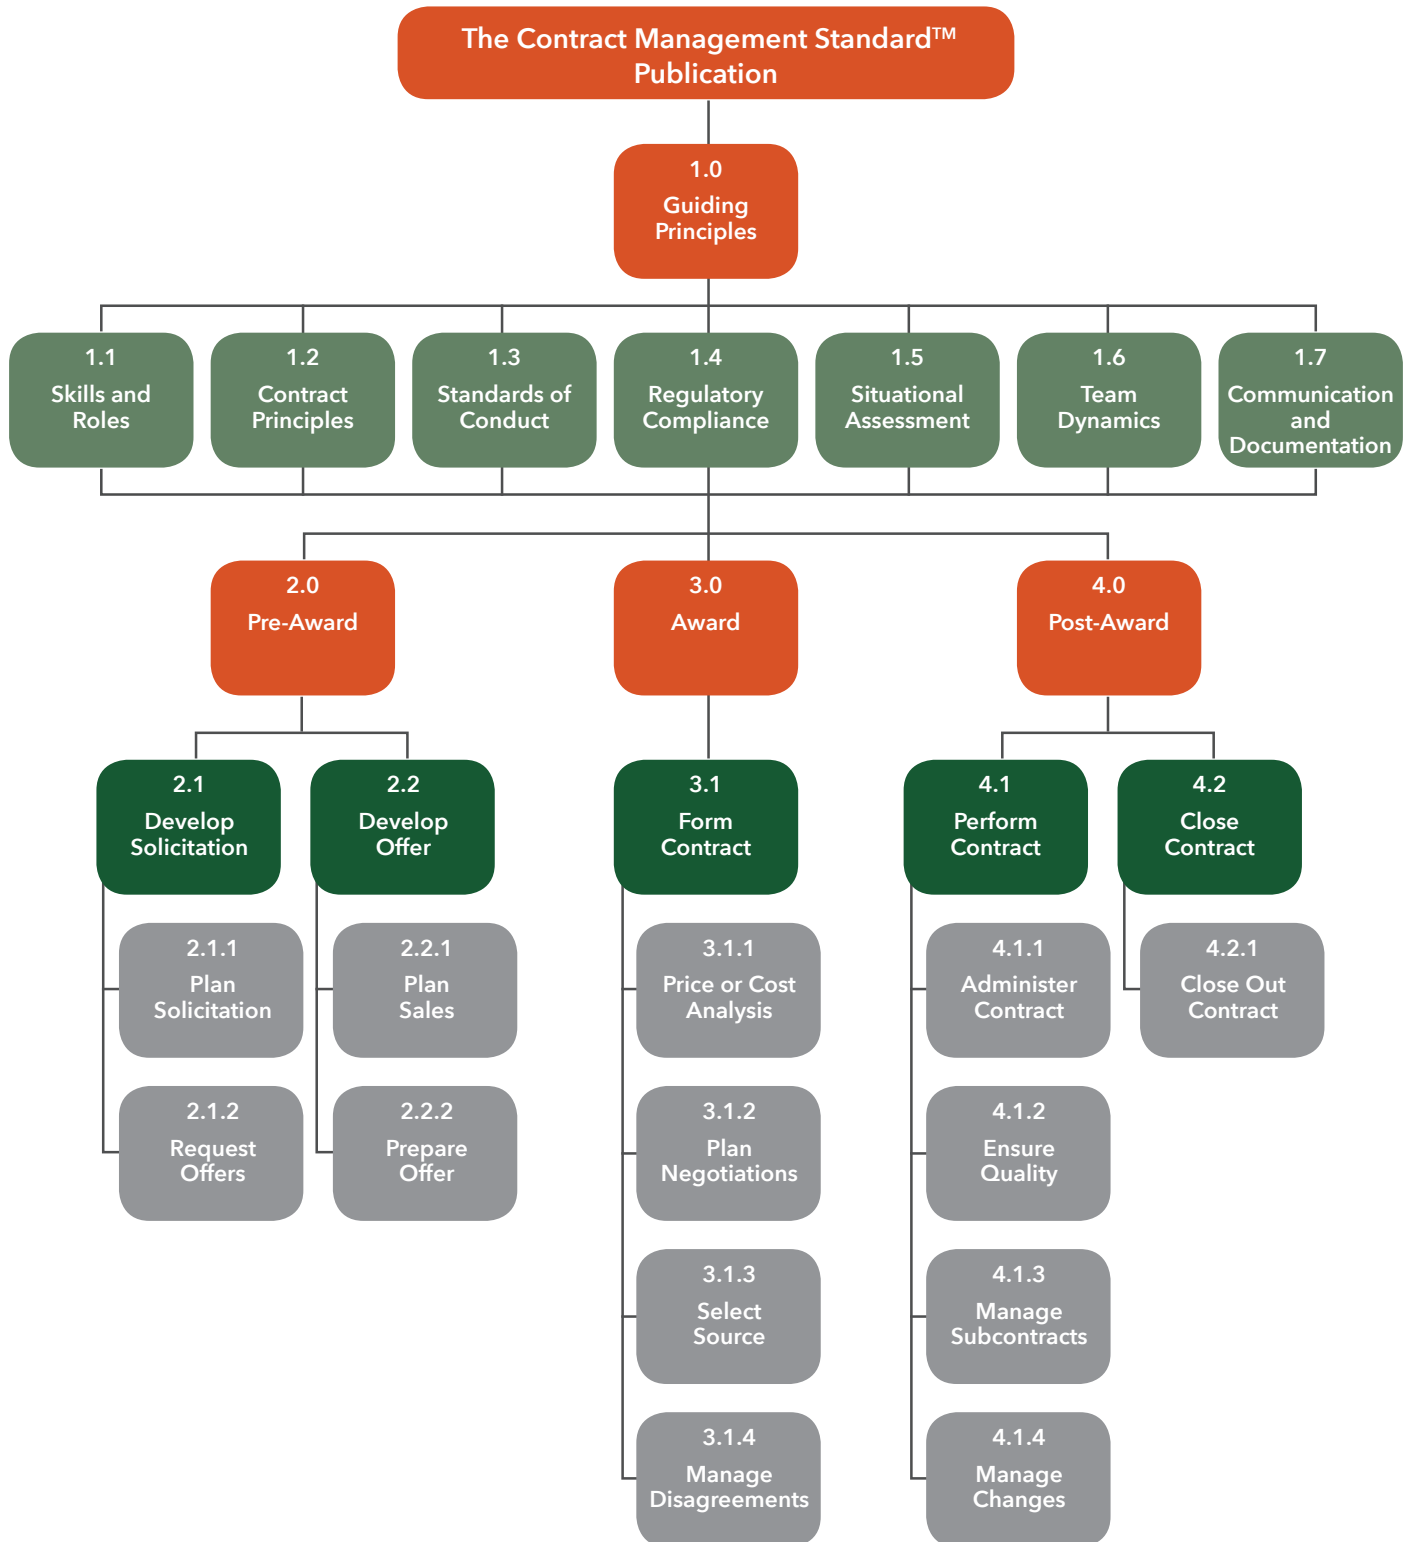 The Contract Management Standard™
Publication
1.0
Guiding
Principles
1.1
Skills and
Roles
1.2
Contract
Principles
1.3
Standards of
Conduct
1.4
Regulatory
Compliance
1.5
Situational
Assessment
1.6
Team
Dynamics
1.7
Communication
and
Documentation
2.0
Pre-Award
3.0
Award
4.0
Post-Award
2.1
Develop
Solicitation
2.2
Develop
Offer
3.1
Form
Contract
4.1
Perform
Contract
4.2
Close
Contract
2.1.1
Plan
Solicitation
2.2.1
Plan
Sales
3.1.1
Price or Cost
Analysis
4.1.1
Administer
Contract
4.2.1
Close Out
Contract
2.1.2
Request
Offers
2.2.2
Prepare
Offer
3.1.2
Plan
Negotiations
4.1.2
Ensure
Quality
3.1.3
Select
Source
4.1.3
Manage
Subcontracts
3.1.4
Manage
Disagreements
4.1.4
Manage
Changes